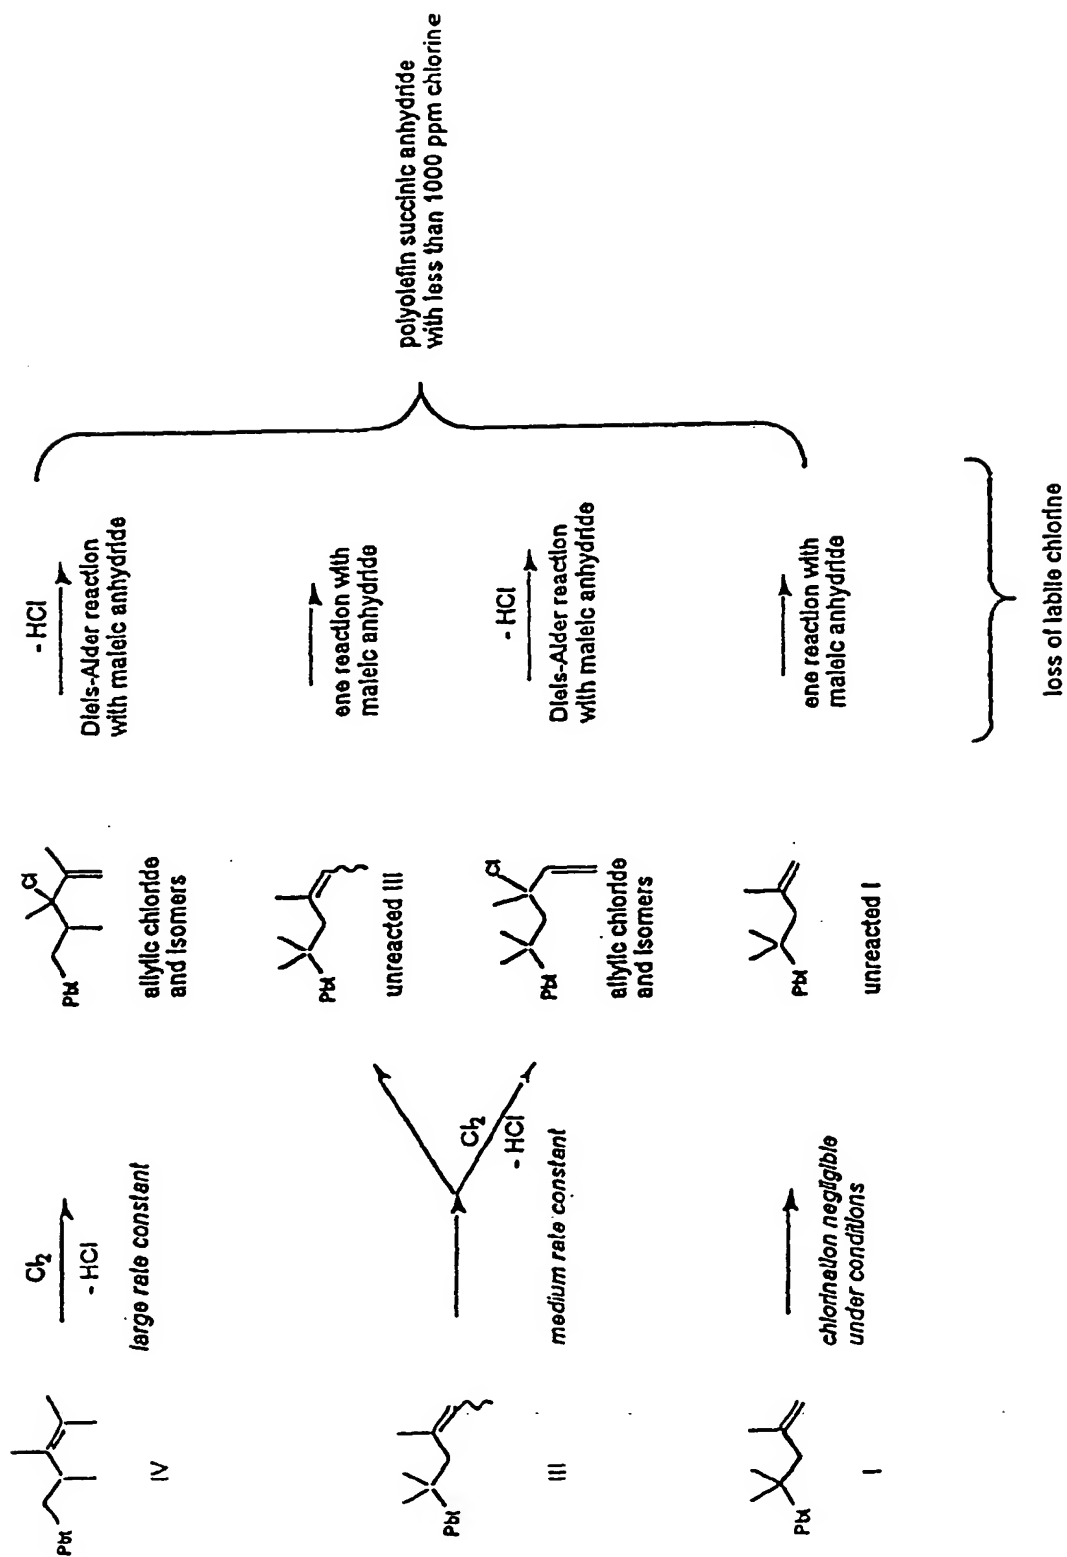 Pbt
IV
Cl₂
- HCl
large rate constant
Pbt
Cl
allylic chloride
and isomers
- HCl
Diels-Alder reaction
with maleic anhydride
Pbt
III
Cl₂
- HCl
medium rate constant
Pbt
unreacted III
ene reaction with
maleic anhydride
Pbt
Cl
allylic chloride
and isomers
- HCl
Diels-Alder reaction
with maleic anhydride
Pbt
I
chlorination negligible
under conditions
Pbt
unreacted I
ene reaction with
maleic anhydride
polyolefin succinic anhydride
with less than 1000 ppm chlorine
loss of labile chlorine